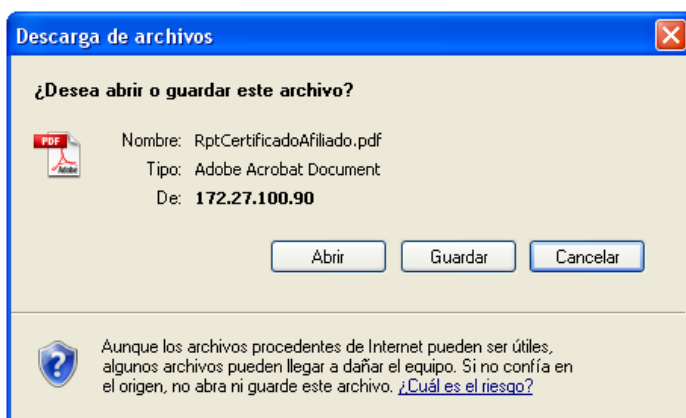 Descarga de archivos
¿Desea abrir o guardar este archivo?
PDF
Adobe
Nombre: RptCertificadoAfiliado.pdf
Tipo: Adobe Acrobat Document
De: 172.27.100.90
Abrir Guardar Cancelar
Aunque los archivos procedentes de Internet pueden ser útiles,
algunos archivos pueden llegar a dañar el equipo. Si no confía en
el origen, no abra ni guarde este archivo. ¿Cuál es el riesgo?